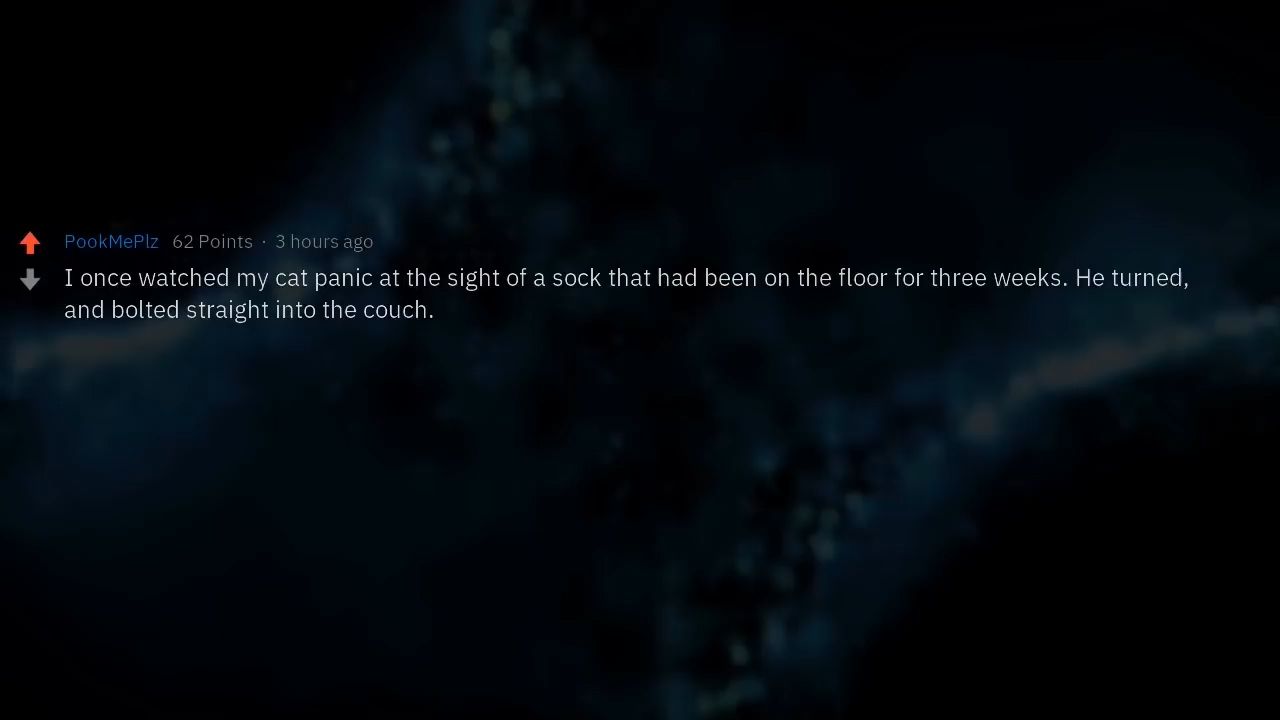 PookMePlz 62 Points · 3 hours ago
I once watched my cat panic at the sight of a sock that had been on the floor for three weeks. He turned,
and bolted straight into the couch.